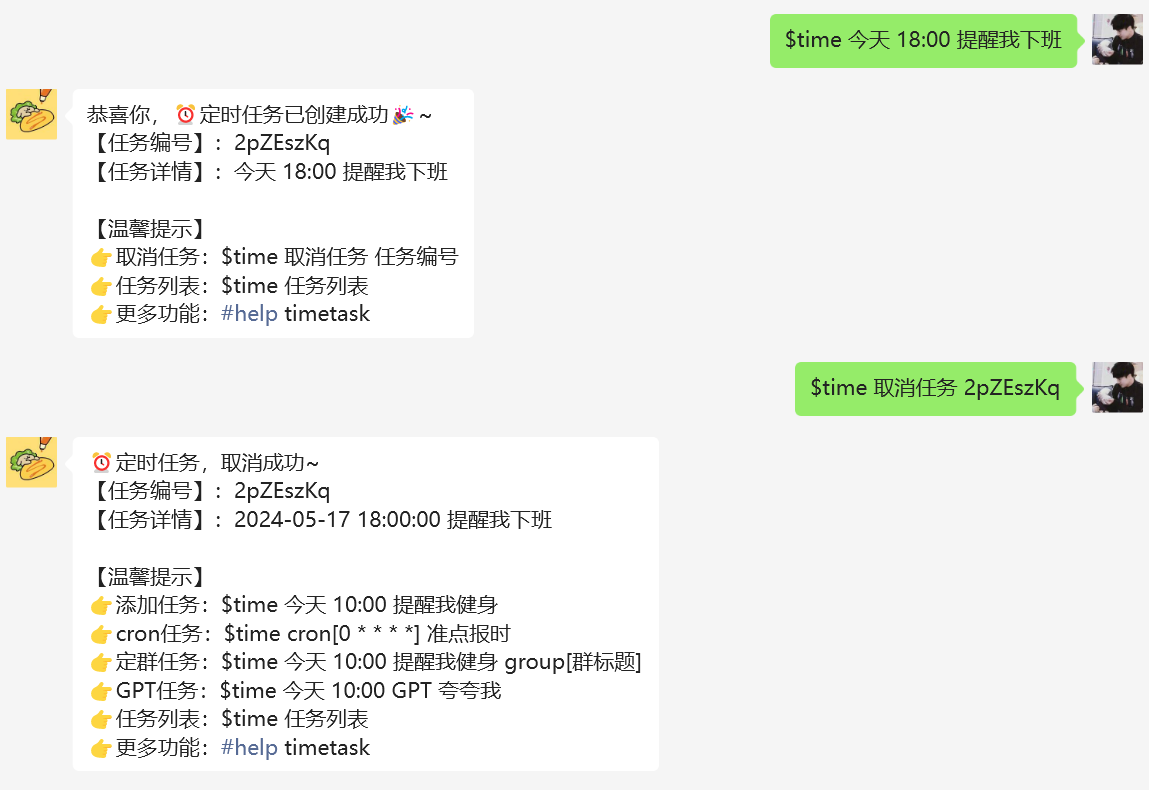 $time 今天 18:00 提醒我下班
恭喜你，⏰定时任务已创建成功🎉~
【任务编号】：2pZEszKq
【任务详情】：今天 18:00 提醒我下班
【温馨提示】
👉取消任务：$time 取消任务 任务编号
👉任务列表：$time 任务列表
👉更多功能：#help timetask
$time 取消任务 2pZEszKq
⏰定时任务，取消成功~
【任务编号】：2pZEszKq
【任务详情】：2024-05-17 18:00:00 提醒我下班
【温馨提示】
👉添加任务：$time 今天 10:00 提醒我健身
👉cron任务：$time cron[0 * * * *] 准点报时
👉定群任务：$time 今天 10:00 提醒我健身 group[群标题]
👉GPT任务：$time 今天 10:00 GPT 夸夸我
👉任务列表：$time 任务列表
👉更多功能：#help timetask